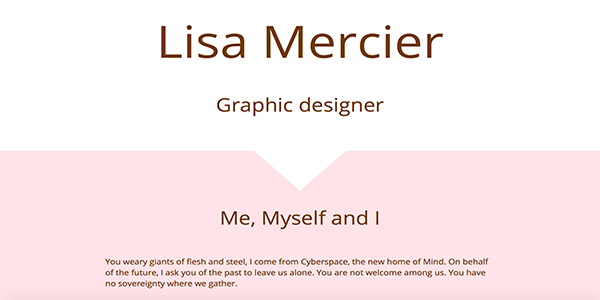 Lisa Mercier
Graphic designer
Me, Myself and I
You weary giants of flesh and steel, I come from Cyberspace, the new home of Mind. On behalf
of the future, I ask you of the past to leave us alone. You are not welcome among us. You have
no sovereignty where we gather.